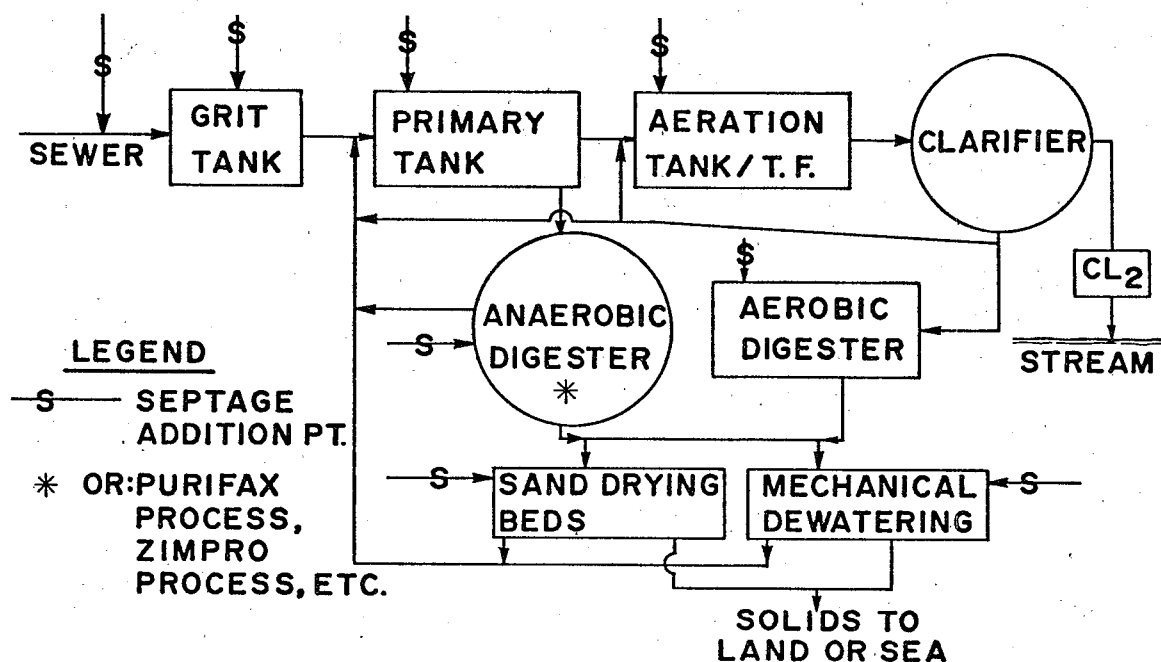 S
S
S
S
GRIT
TANK
PRIMARY
TANK
AERATION
TANK/T.F.
CLARIFIER
SEWER
S
CL2
ANAEROBIC
DIGESTER
*
AEROBIC
DIGESTER
STREAM
S
LEGEND
S SEPTAGE
ADDITION PT.
* OR: PURIFAX
PROCESS,
ZIMPRO
PROCESS, ETC.
S
SAND DRYING
BEDS
MECHANICAL
DEWATERING
S
SOLIDS TO
LAND OR SEA